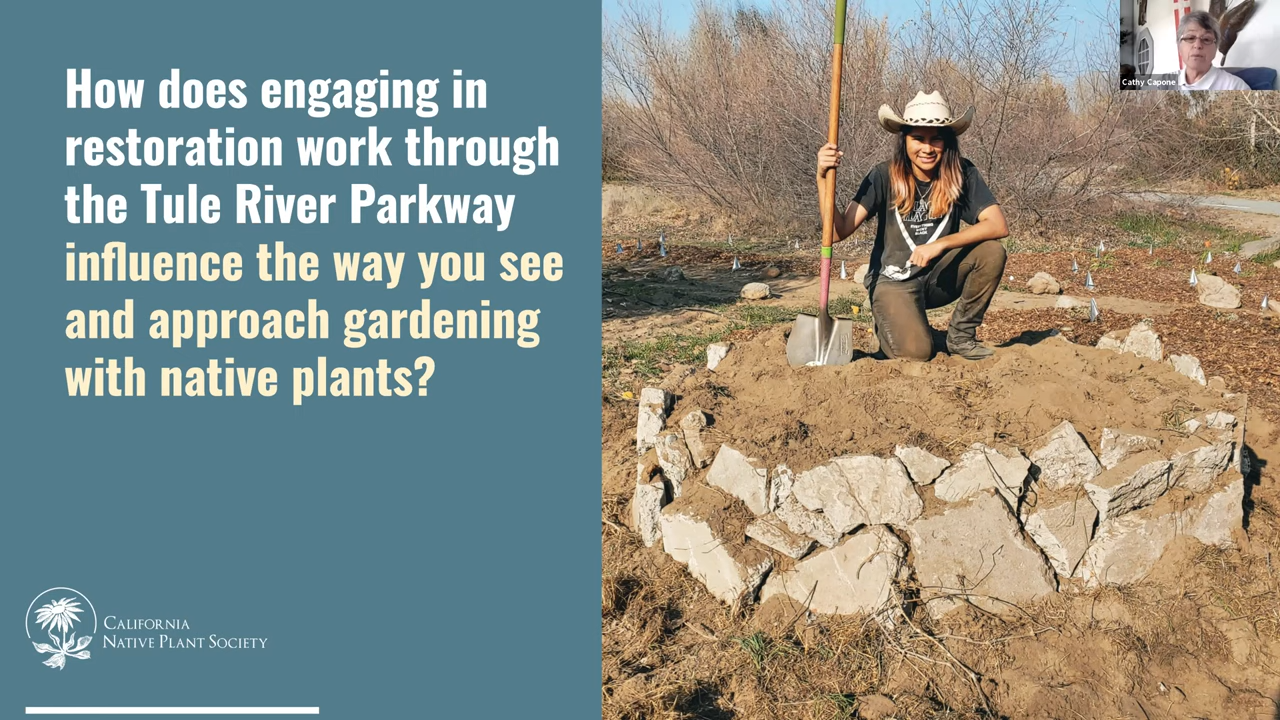 How does engaging in
restoration work through
the Tule River Parkway
influence the way you see
and approach gardening
with native plants?
CALIFORNIA
NATIVE PLANT SOCIETY
Cathy Capone